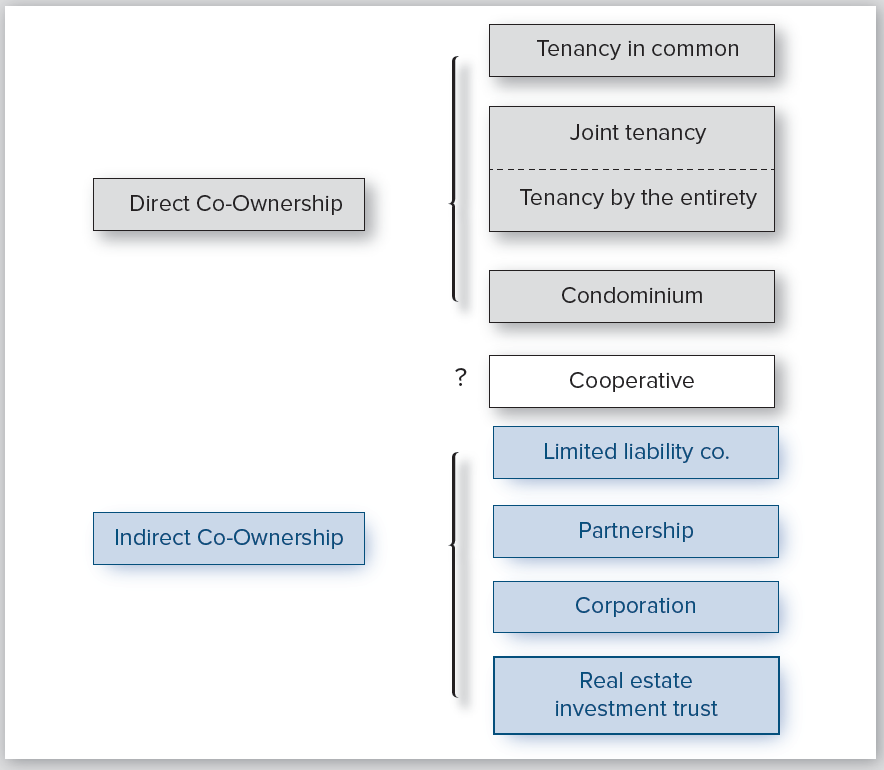 Direct Co-Ownership
Tenancy in common
Joint tenancy
Tenancy by the entirety
Condominium
?
Cooperative
Indirect Co-Ownership
Limited liability co.
Partnership
Corporation
Real estate
investment trust